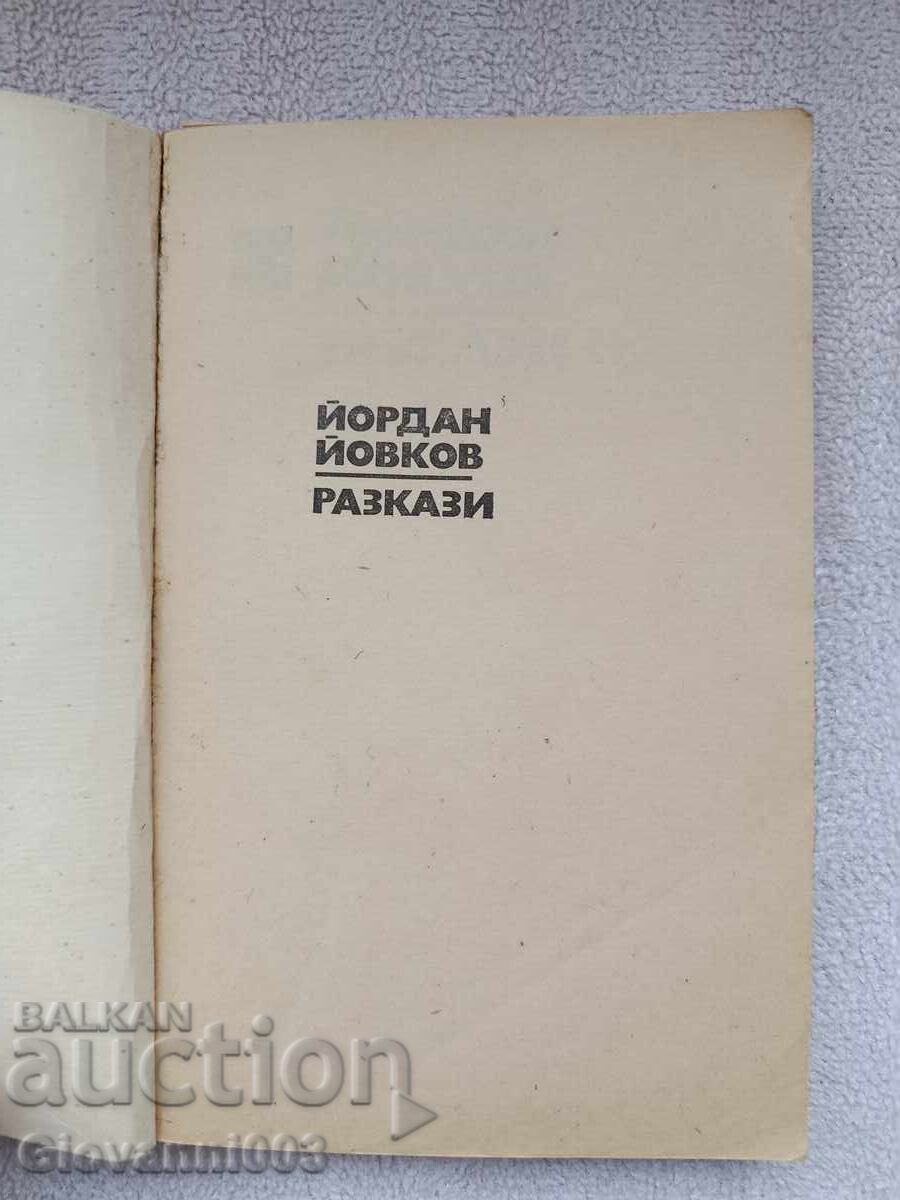 ЙОРДАН
ЙОВКОВ
РАЗКАЗИ
BALKAN
auction
Giovanni003